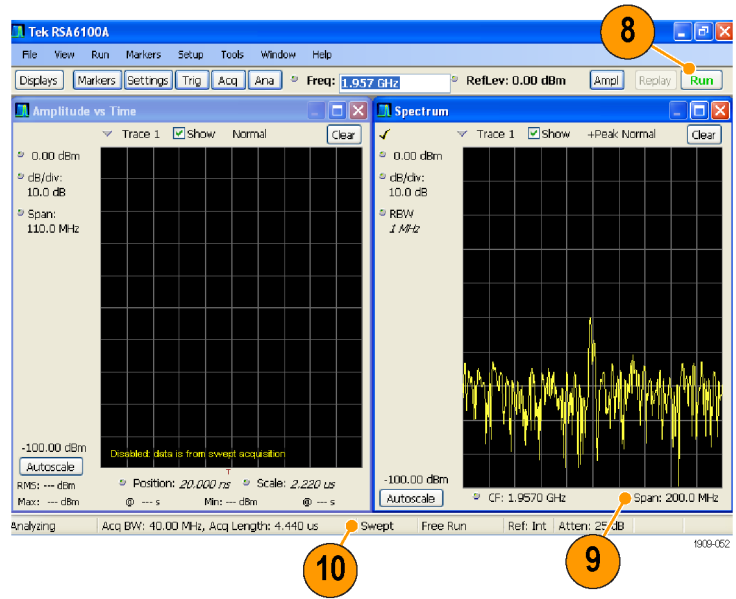 8
Tek RSA6100A
File View Run Markers Setup Tools Window Help
Displays Markers Settings Trig Acq Ana Freq: 1.957 GHz RefLev: 0.00 dBm Ampl Replay Run
Amplitude vs Time
Trace 1 Show Normal Clear
0.00 dBm
dB/div:
10.0 dB
Span:
110.0 MHz
-100.00 dBm
Disabled: data is from swept acquisition
Autoscale
T
Position: 20.000 ns Scale: 2.220 us
RMS: --- dBm
Max: --- dBm @ --- s Min: --- dBm @ --- s
Spectrum
Trace 1 Show +Peak Normal Clear
0.00 dBm
dB/div:
10.0 dB
RBW
1 MHz
-100.00 dBm
Autoscale CF: 1.9570 GHz Span: 200.0 MHz
Analyzing Acq BW: 40.00 MHz, Acq Length: 4.440 us Swept Free Run Ref: Int Atten: 25 dB
10
9
1909-052